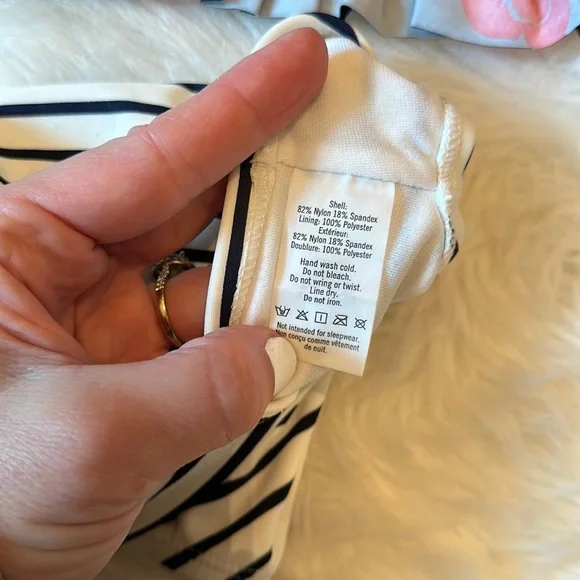 Shell:
82% Nylon 18% Spandex
Lining: 100% Polyester
Extérieur:
82% Nylon 18% Spandex
Doublure: 100% Polyester
Hand wash cold.
Do not bleach.
Do not wring or twist.
Line dry.
Do not iron.
Not intended for sleepwear.
Non conçu comme vêtement
de nuit.